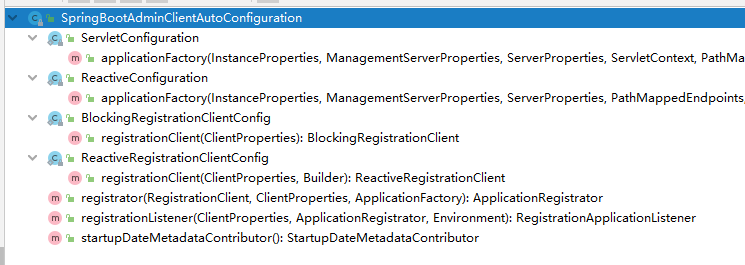 SpringBootAdminClientAutoConfiguration
ServletConfiguration
applicationFactory(InstanceProperties, ManagementServerProperties, ServerProperties, ServletContext, PathMa
ReactiveConfiguration
applicationFactory(InstanceProperties, ManagementServerProperties, ServerProperties, PathMappedEndpoints,
BlockingRegistrationClientConfig
registrationClient(ClientProperties): BlockingRegistrationClient
ReactiveRegistrationClientConfig
registrationClient(ClientProperties, Builder): ReactiveRegistrationClient
registrator(RegistrationClient, ClientProperties, ApplicationFactory): ApplicationRegistrator
registrationListener(ClientProperties, ApplicationRegistrator, Environment): RegistrationApplicationListener
startupDateMetadataContributor(): StartupDateMetadataContributor